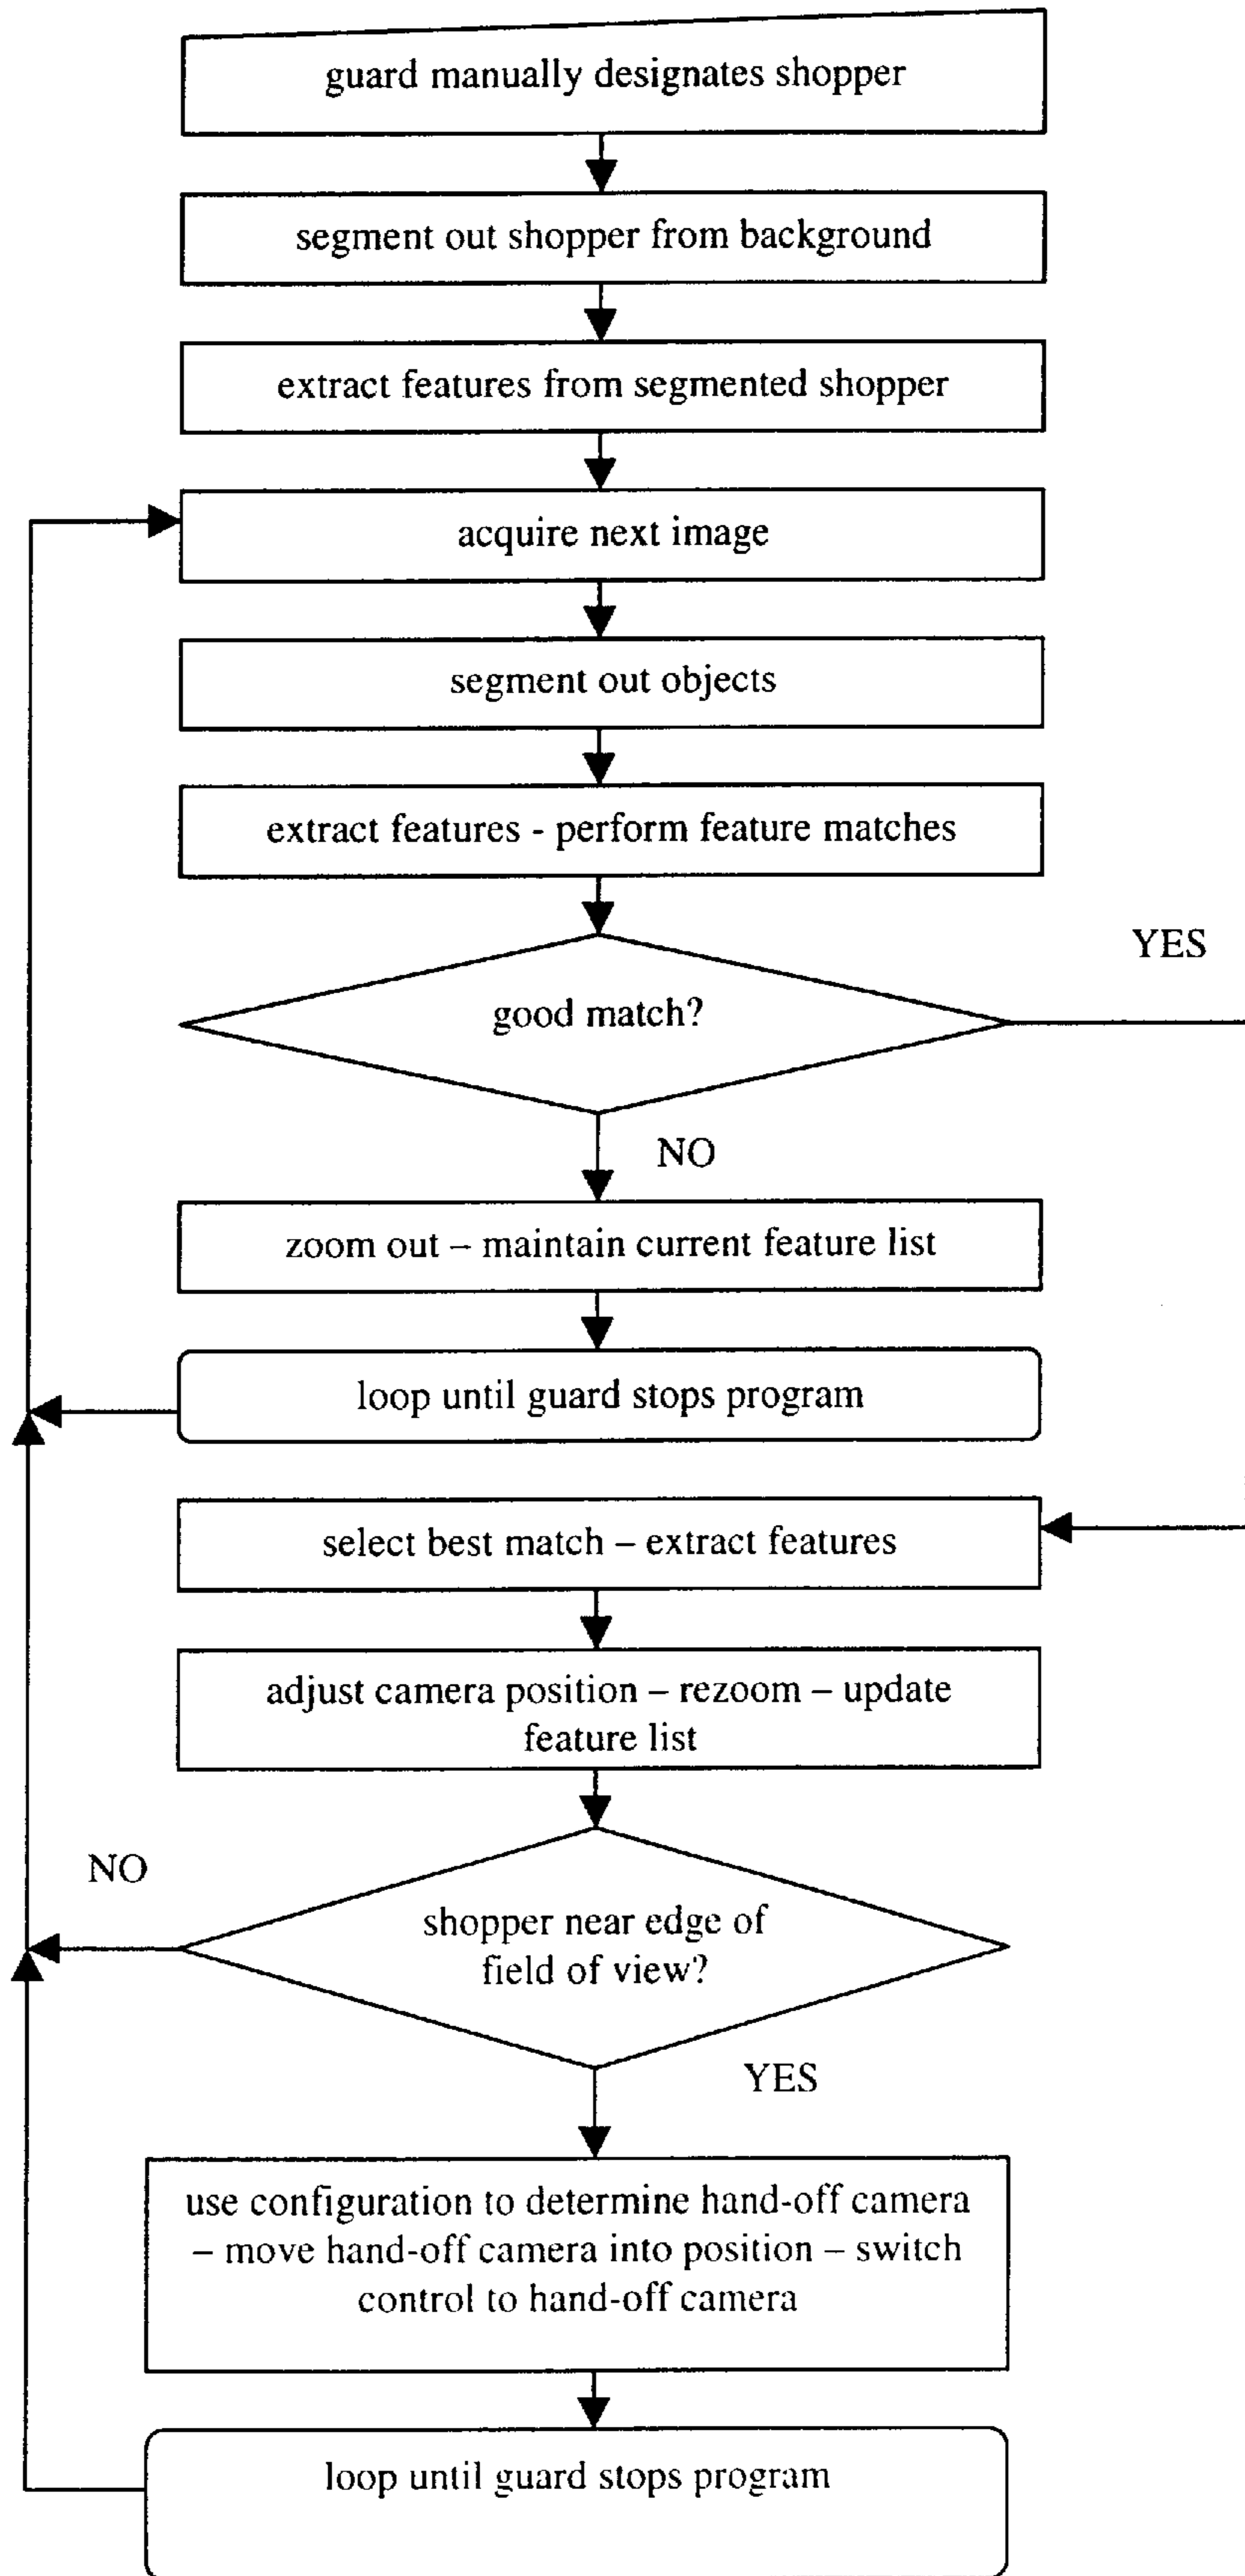 guard manually designates shopper
segment out shopper from background
extract features from segmented shopper
acquire next image
segment out objects
extract features - perform feature matches
YES
good match?
NO
zoom out – maintain current feature list
loop until guard stops program
select best match – extract features
adjust camera position – rezoom – update
feature list
NO
shopper near edge of
field of view?
YES
use configuration to determine hand-off camera
– move hand-off camera into position – switch
control to hand-off camera
loop until guard stops program